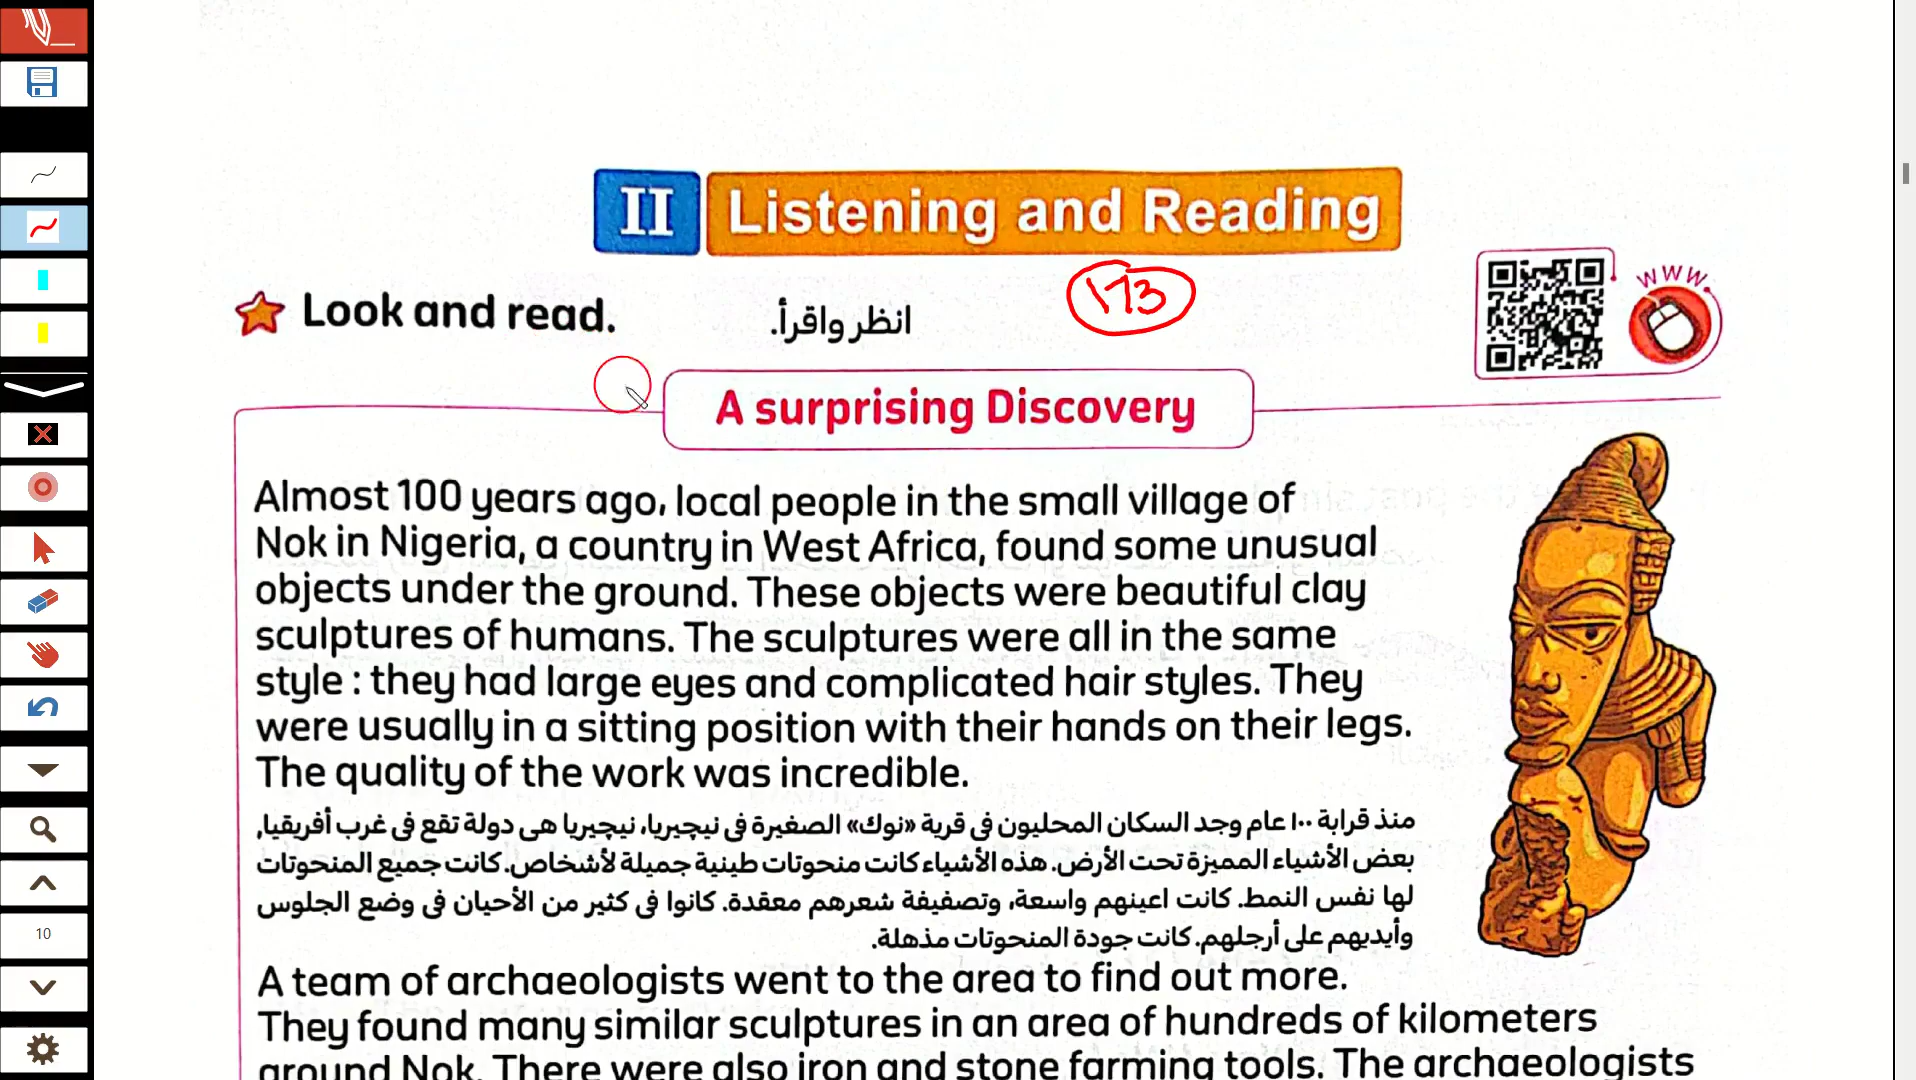 II Listening and Reading
173
WWW.
Look and read. انظر واقرأ.
A surprising Discovery
Almost 100 years ago, local people in the small village of
Nok in Nigeria, a country in West Africa, found some unusual
objects under the ground. These objects were beautiful clay
sculptures of humans. The sculptures were all in the same
style : they had large eyes and complicated hair styles. They
were usually in a sitting position with their hands on their legs.
The quality of the work was incredible.
منذ قرابة ١٠٠ عام وجد السكان المحليون فى قرية «نوك» الصغيرة فى نيچيريا، نيچيريا هى دولة تقع فى غرب أفريقيا,
بعض الأشياء المميزة تحت الأرض. هذه الأشياء كانت منحوتات طينية جميلة لأشخاص. كانت جميع المنحوتات
لها نفس النمط. كانت اعينهم واسعة، وتصفيفة شعرهم معقدة. كانوا فى كثير من الأحيان فى وضع الجلوس
وأيديهم على أرجلهم. كانت جودة المنحوتات مذهلة.
A team of archaeologists went to the area to find out more.
They found many similar sculptures in an area of hundreds of kilometers
around Nok. There were also iron and stone farming tools. The archaeologists
10